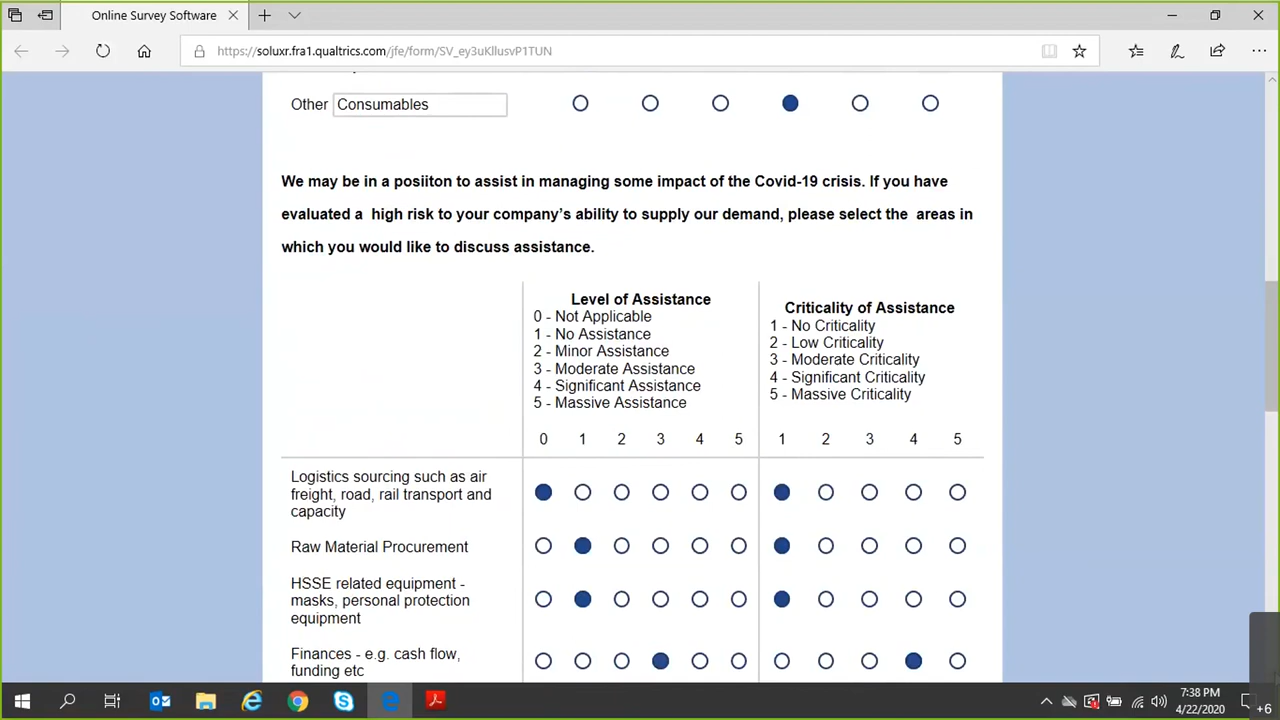 Online Survey Software
https://soluxr.fra1.qualtrics.com/jfe/form/SV_ey3uKllusvP1TUN
Other Consumables
We may be in a posiiton to assist in managing some impact of the Covid-19 crisis. If you have
evaluated a high risk to your company's ability to supply our demand, please select the areas in
which you would like to discuss assistance.
Level of Assistance
0 - Not Applicable
1 - No Assistance
2 - Minor Assistance
3 - Moderate Assistance
4 - Significant Assistance
5 - Massive Assistance
Criticality of Assistance
1 - No Criticality
2 - Low Criticality
3 - Moderate Criticality
4 - Significant Criticality
5 - Massive Criticality
0 1 2 3 4 5 1 2 3 4 5
Logistics sourcing such as air
freight, road, rail transport and
capacity
Raw Material Procurement
HSSE related equipment -
masks, personal protection
equipment
Finances - e.g. cash flow,
funding etc
7:38 PM
4/22/2020
+6